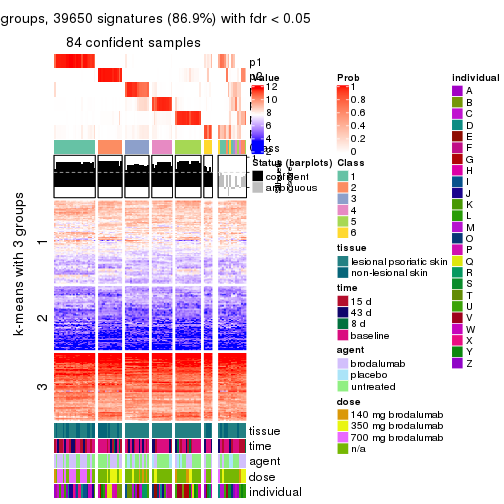 groups, 39650 signatures (86.9%) with fdr < 0.05
84 confident samples
p1
Value
12
10
8
6
4
Status (barplots)
confident
ambiguous
k-means with 3 groups
1
2
3
tissue
time
agent
dose
individual
Prob
1
0.8
0.6
0.4
0.2
0
Class
1
2
3
4
5
6
tissue
lesional psoriatic skin
non-lesional skin
time
15 d
43 d
8 d
baseline
agent
brodalumab
placebo
untreated
dose
140 mg brodalumab
350 mg brodalumab
700 mg brodalumab
n/a
individual
A
B
C
D
E
F
G
H
I
J
K
L
M
O
P
Q
R
S
T
U
V
W
X
Y
Z